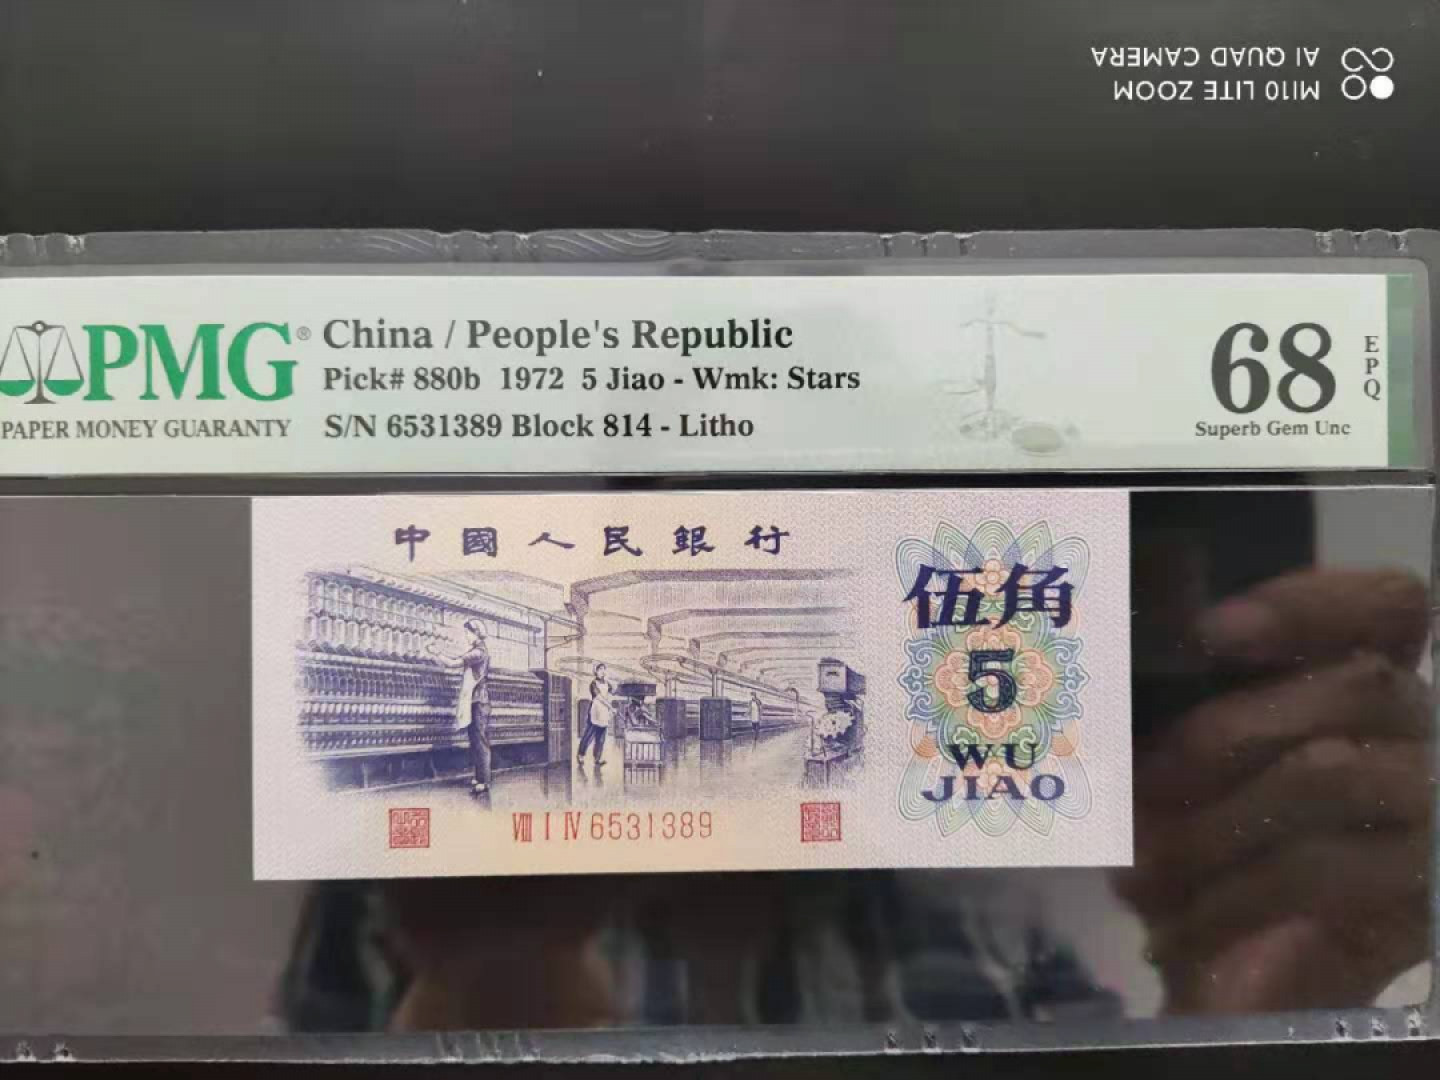 MI10 LITE ZOOM
AI QUAD CAMERA
PMG®
PAPER MONEY GUARANTY
China / People's Republic
Pick# 880b 1972 5 Jiao - Wmk: Stars
S/N 6531389 Block 814 - Litho
68
EPQ
Superb Gem Unc
中國人民銀行
伍角
5
WU
JIAO
VIII I IV 6531389